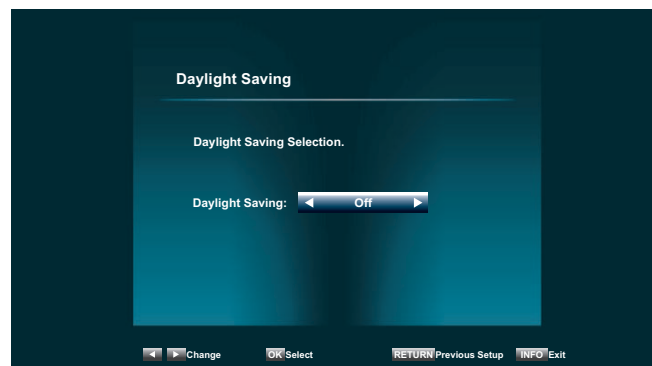 Daylight Saving
Daylight Saving Selection.
Daylight Saving: Off
Change OK Select RETURN Previous Setup INFO Exit